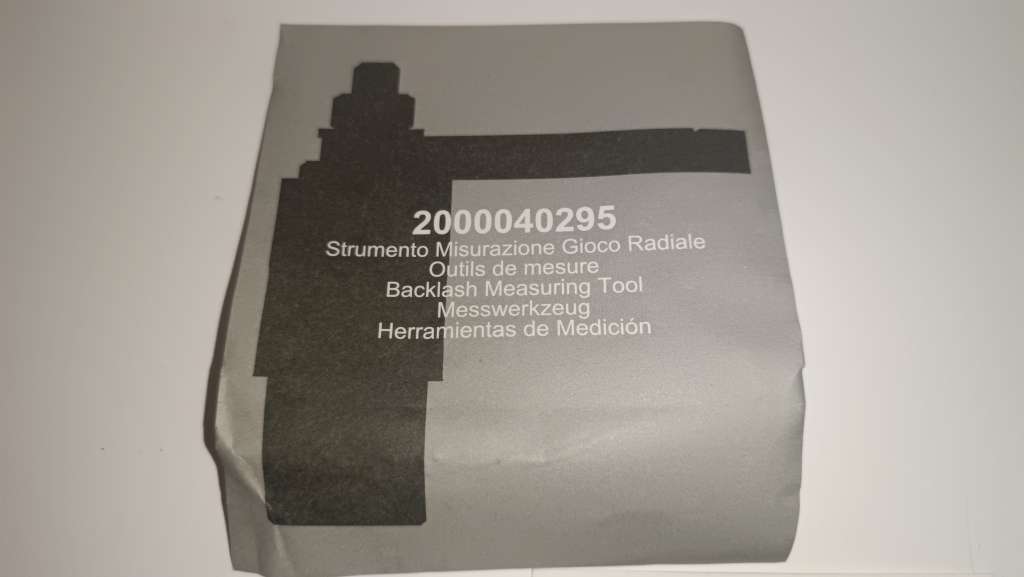 2000040295
Strumento Misurazione Gioco Radiale
Outils de mesure
Backlash Measuring Tool
Messwerkzeug
Herramientas de Medición